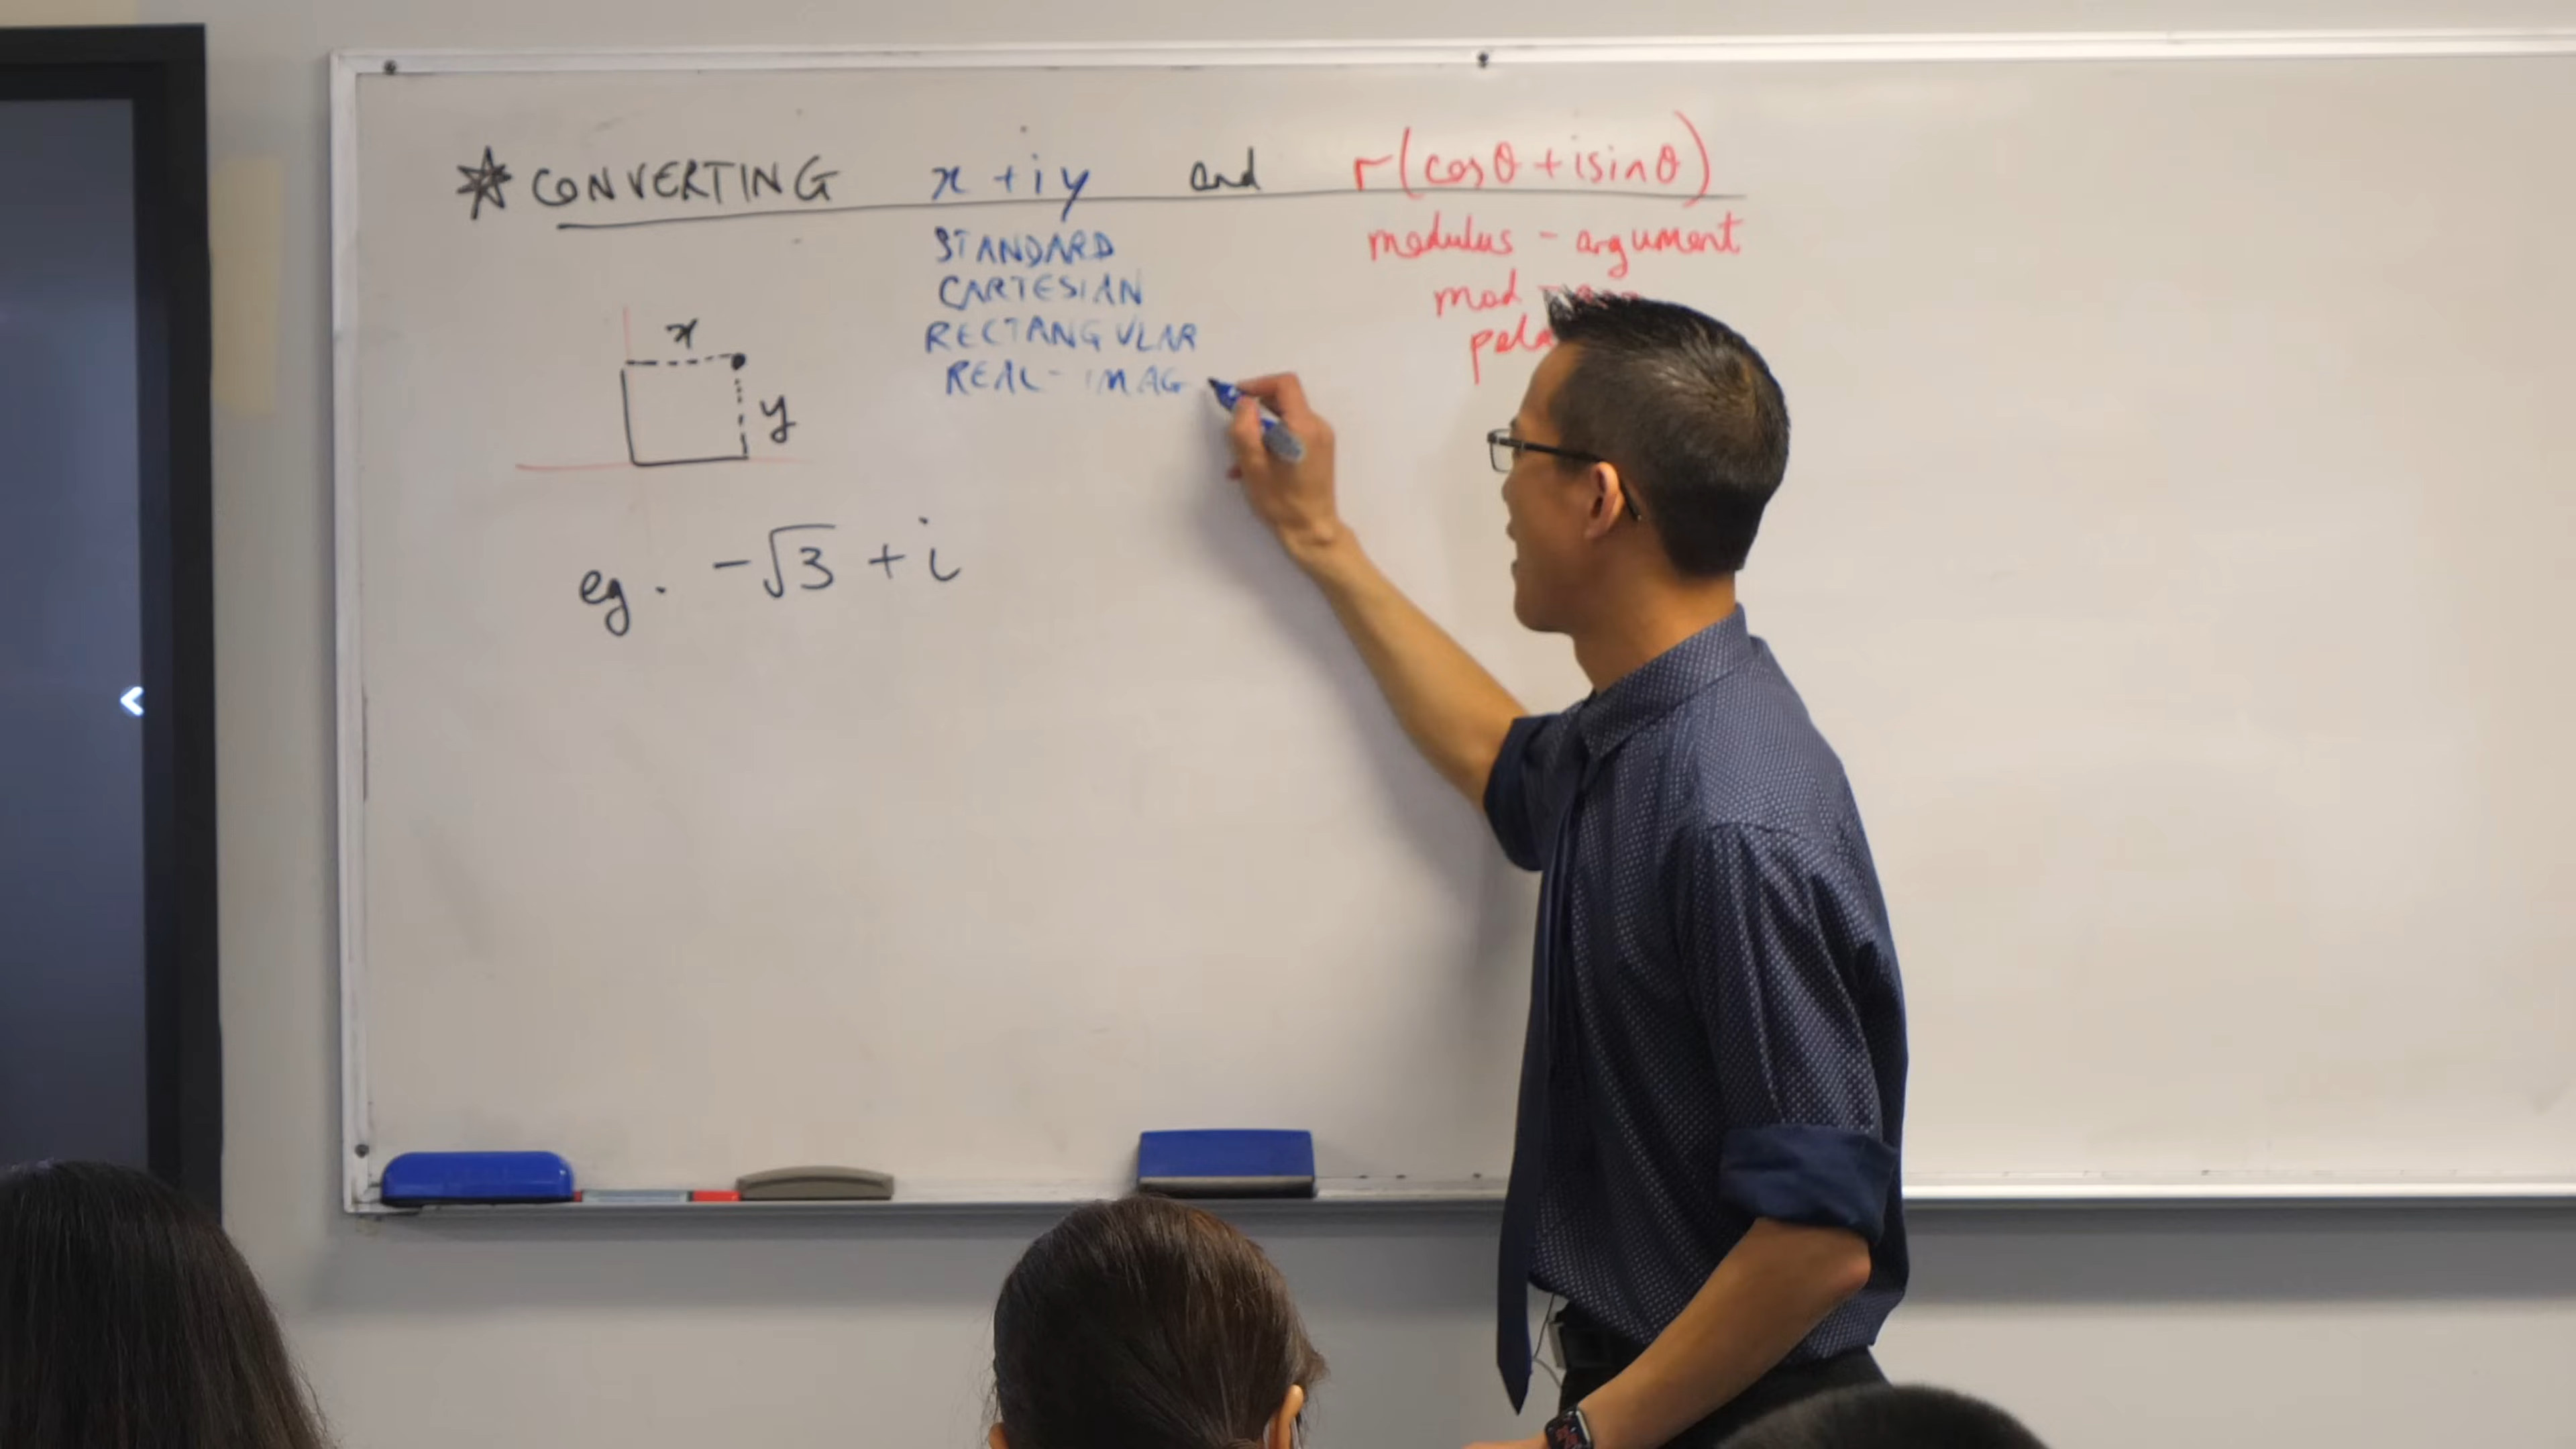 * CONVERTING x + iy and r(cosθ + isinθ)
STANDARD
CARTESIAN
RECTANGULAR
REAL - IMAG
modulus - argument
mod -
x
y
eg. -√3 + i